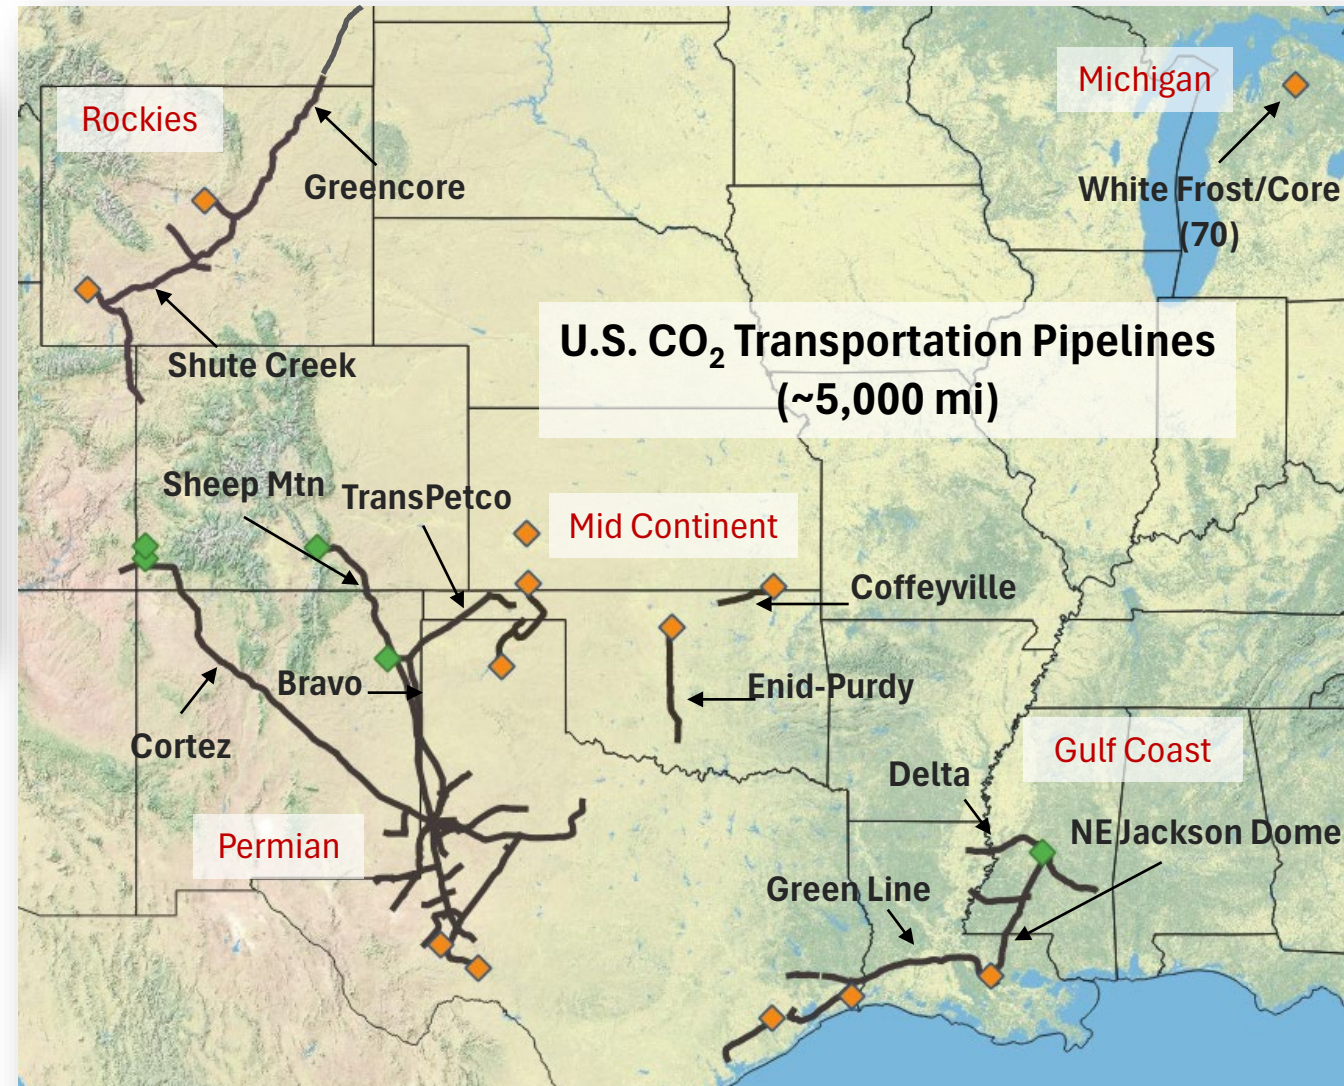 Michigan
Rockies
Greencore
White Frost/Core
(70)
U.S. CO₂ Transportation Pipelines
(~5,000 mi)
Shute Creek
Sheep Mtn
TransPetco
Mid Continent
Coffeyville
Bravo
Enid-Purdy
Cortez
Gulf Coast
Delta
NE Jackson Dome
Permian
Green Line